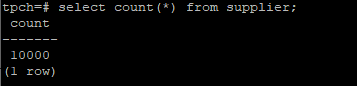 tpch=# select count(*) from supplier;
count
-------
10000
(1 row)